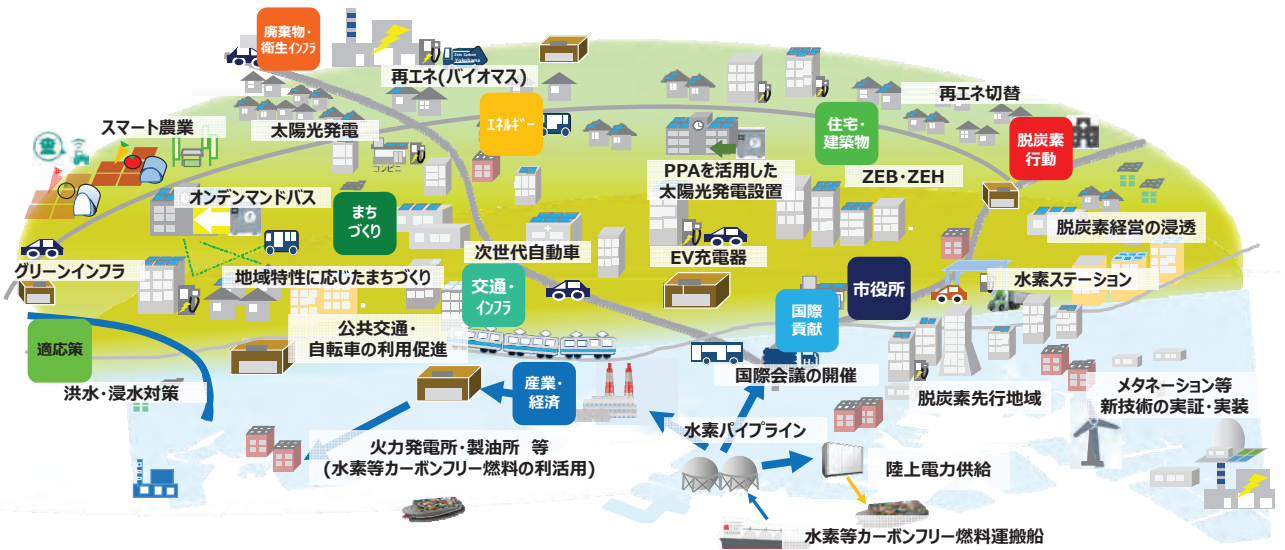 廃棄物・
衛生インフラ
Zero Carbon
Yokohama
再エネ(バイオマス)
再エネ切替
スマート農業
太陽光発電
エネルギー
住宅・
建築物
脱炭素
行動
コンビニ
PPAを活用した
太陽光発電設置
ZEB・ZEH
オンデンマンドバス
まち
づくり
脱炭素経営の浸透
次世代自動車
EV充電器
グリーンインフラ
地域特性に応じたまちづくり
交通・
インフラ
市役所
水素ステーション
国際
貢献
適応策
公共交通・
自転車の利用促進
国際会議の開催
洪水・浸水対策
産業・
経済
脱炭素先行地域
メタネーション等
新技術の実証・実装
水素パイプライン
火力発電所・製油所 等
(水素等カーボンフリー燃料の利活用)
陸上電力供給
水素等カーボンフリー燃料運搬船